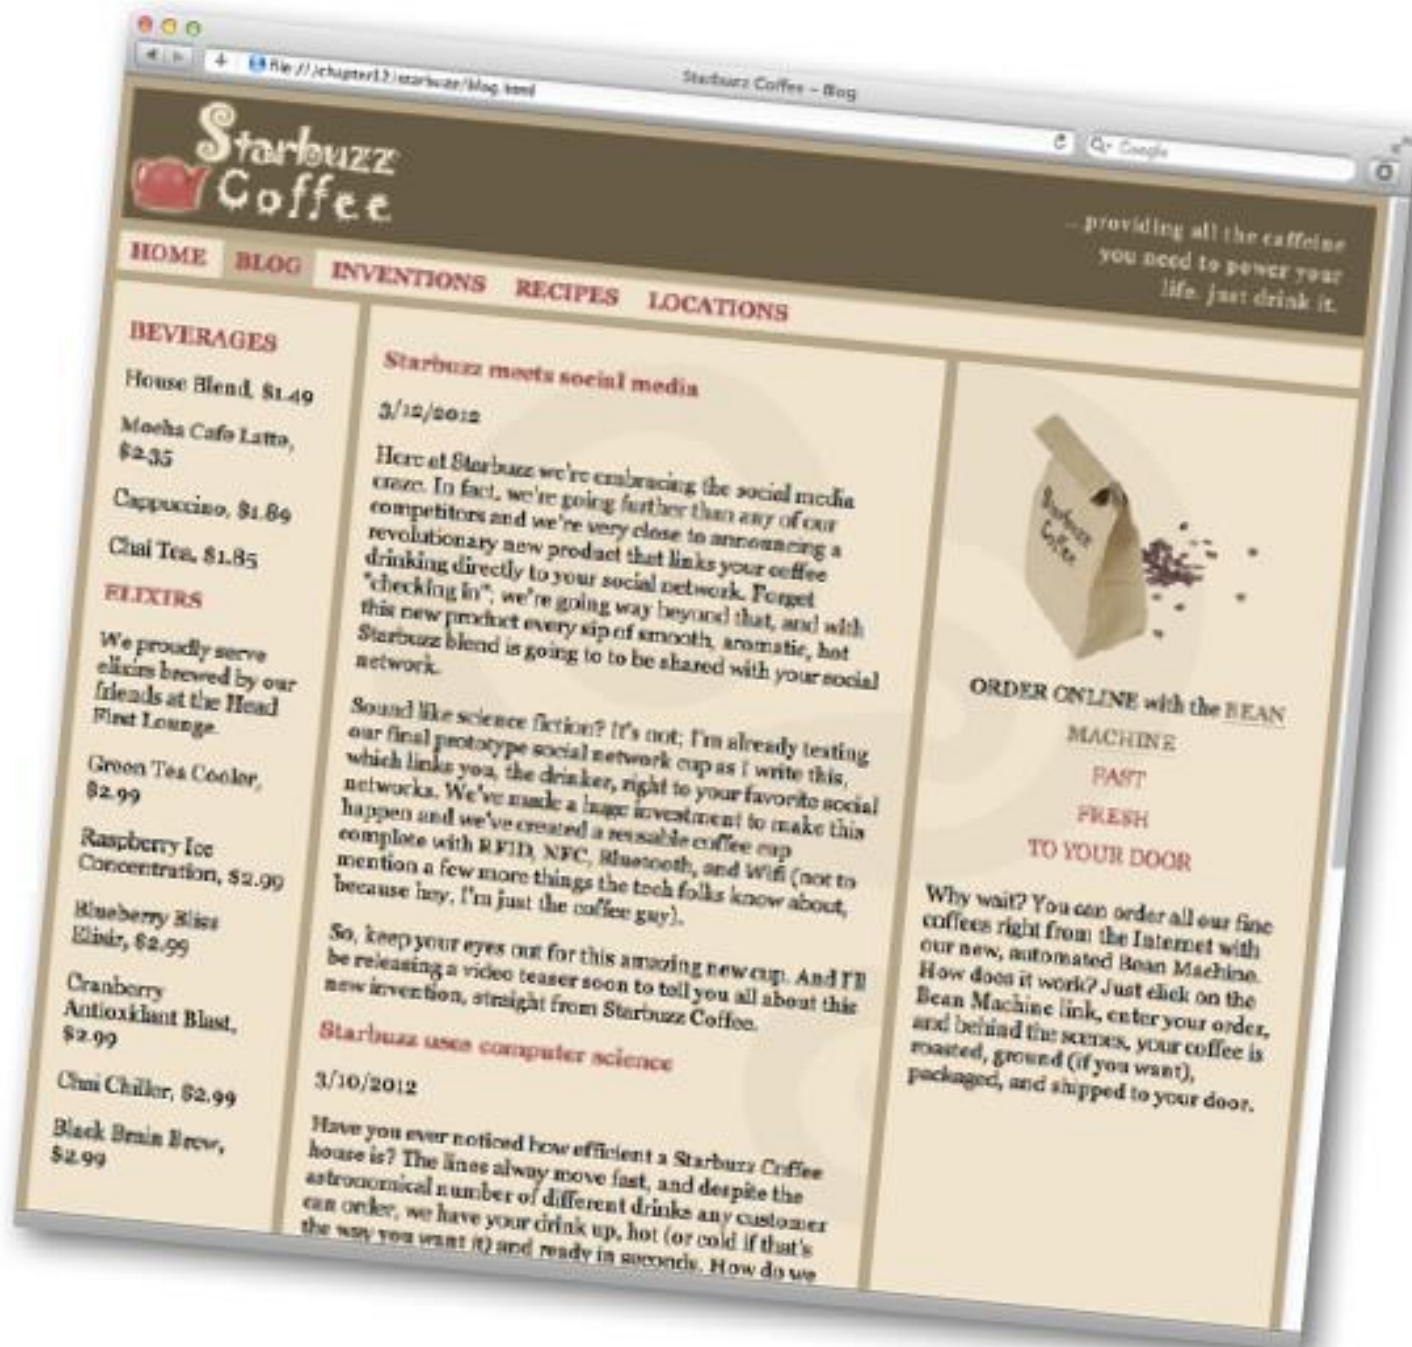 Starbuzz Coffee – Blog
file:///chapter12/starbuzz/blog.html
Google
Starbuzz
Coffee
... providing all the caffeine
you need to power your
life. just drink it.
HOME BLOG INVENTIONS RECIPES LOCATIONS
BEVERAGES
House Blend, $1.49
Mocha Cafe Latte,
$2.35
Cappuccino, $1.89
Chai Tea, $1.85
ELIXIRS
We proudly serve
elixirs brewed by our
friends at the Head
First Lounge.
Green Tea Cooler,
$2.99
Raspberry Ice
Concentration, $2.99
Blueberry Bliss
Elixir, $2.99
Cranberry
Antioxidant Blast,
$2.99
Chai Chiller, $2.99
Black Brain Brew,
$2.99
Starbuzz meets social media
3/12/2012
Here at Starbuzz we're embracing the social media
craze. In fact, we're going further than any of our
competitors and we're very close to announcing a
revolutionary new product that links your coffee
drinking directly to your social network. Forget
"checking in"; we're going way beyond that, and with
this new product every sip of smooth, aromatic, hot
Starbuzz blend is going to to be shared with your social
network.
Sound like science fiction? It's not; I'm already testing
our final prototype social network cup as I write this,
which links you, the drinker, right to your favorite social
networks. We've made a huge investment to make this
happen and we've created a reusable coffee cup
complete with RFID, NFC, Bluetooth, and Wifi (not to
mention a few more things the tech folks know about,
because hey, I'm just the coffee guy).
So, keep your eyes out for this amazing new cup. And I'll
be releasing a video teaser soon to tell you all about this
new invention, straight from Starbuzz Coffee.
Starbuzz uses computer science
3/10/2012
Have you ever noticed how efficient a Starbuzz Coffee
house is? The lines alway move fast, and despite the
astronomical number of different drinks any customer
can order, we have your drink up, hot (or cold if that's
the way you want it) and ready in seconds. How do we
Starbuzz
Coffee
ORDER ONLINE with the BEAN
MACHINE
FAST
FRESH
TO YOUR DOOR
Why wait? You can order all our fine
coffees right from the Internet with
our new, automated Bean Machine.
How does it work? Just click on the
Bean Machine link, enter your order,
and behind the scenes, your coffee is
roasted, ground (if you want),
packaged, and shipped to your door.